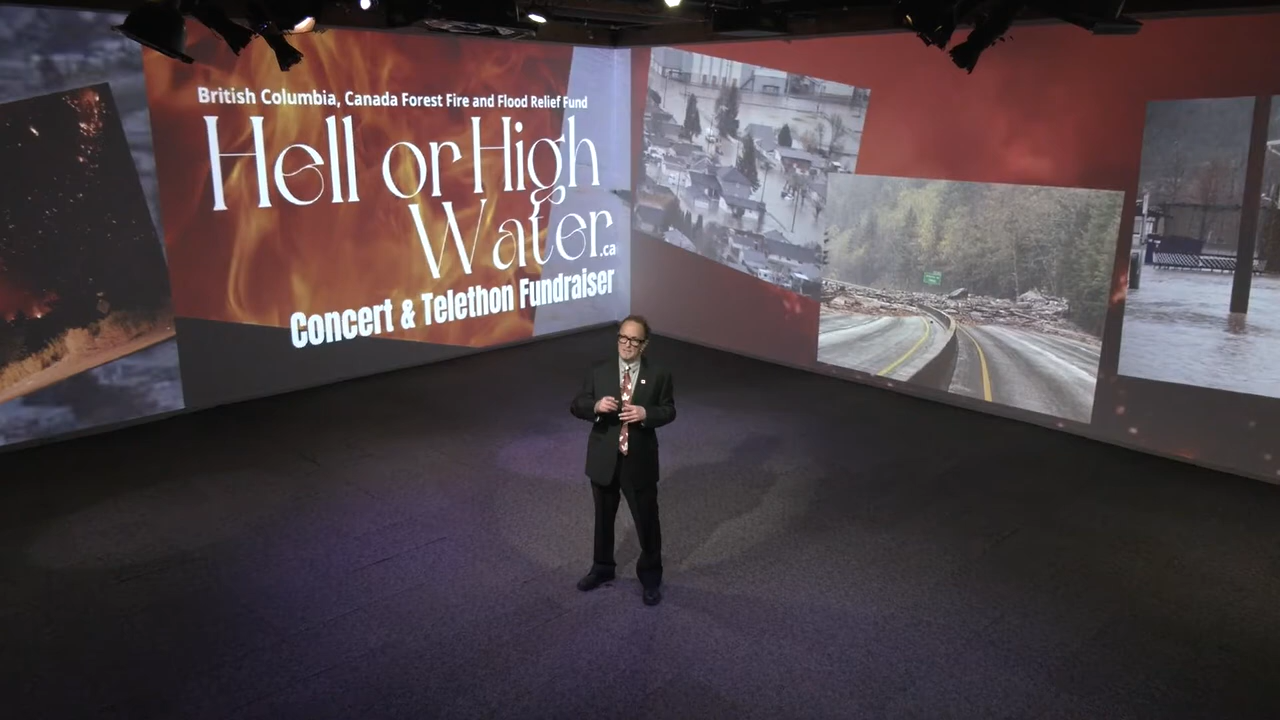 British Columbia, Canada Forest Fire and Flood Relief Fund
Hell or High
Water.ca
Concert & Telethon Fundraiser